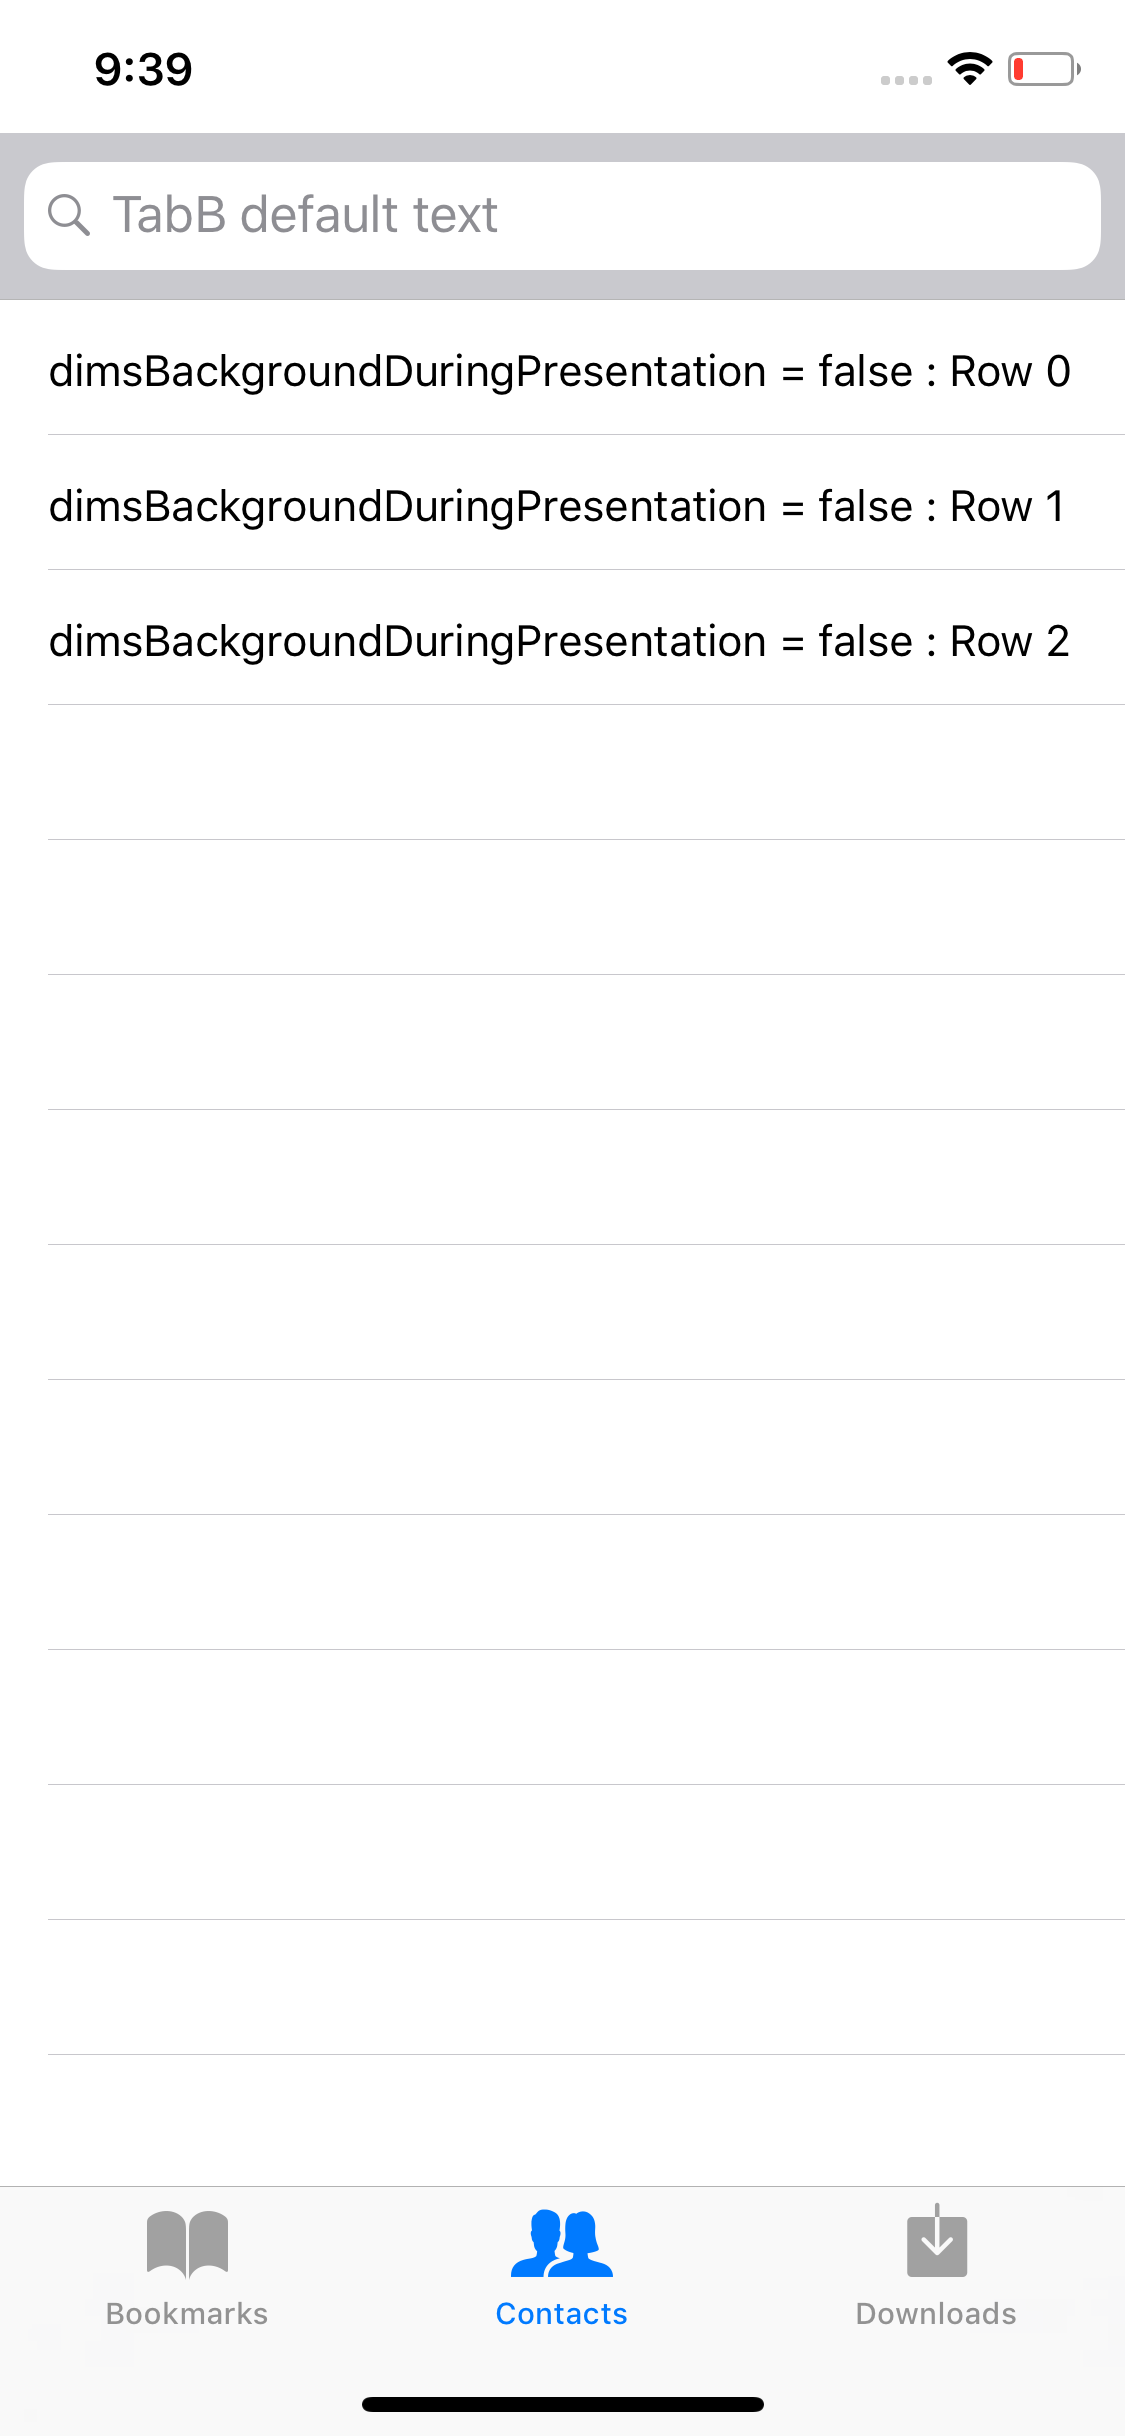 9:39
TabB default text
dimsBackgroundDuringPresentation = false : Row 0
dimsBackgroundDuringPresentation = false : Row 1
dimsBackgroundDuringPresentation = false : Row 2
Bookmarks
Contacts
Downloads